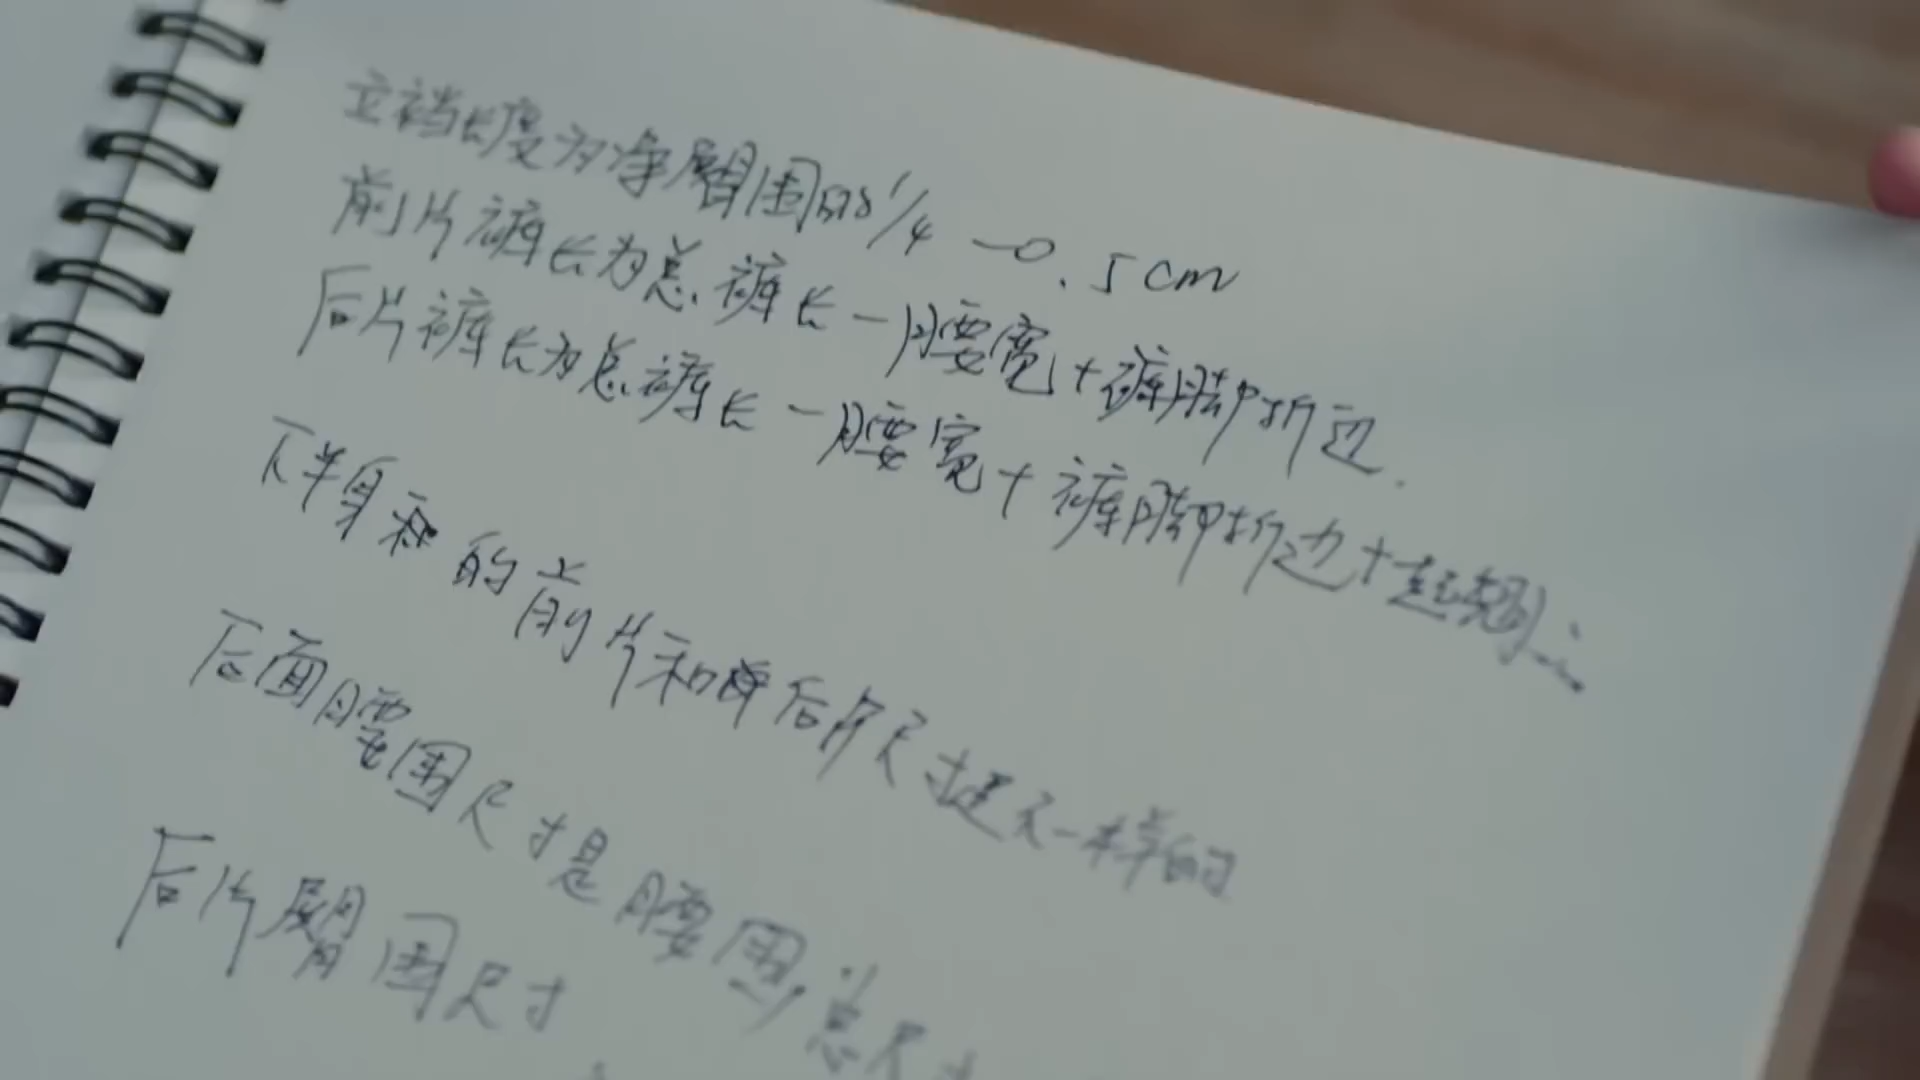 立裆长度为净臀围的1/4 -0.5cm
前片裤长为总裤长-腰宽+裤脚折边.
后片裤长为总裤长-腰宽+裤脚折边+起翘
下半身的前片和后片尺寸是不一样的
后面腰围尺寸是腰围总尺寸
后片臀围尺寸